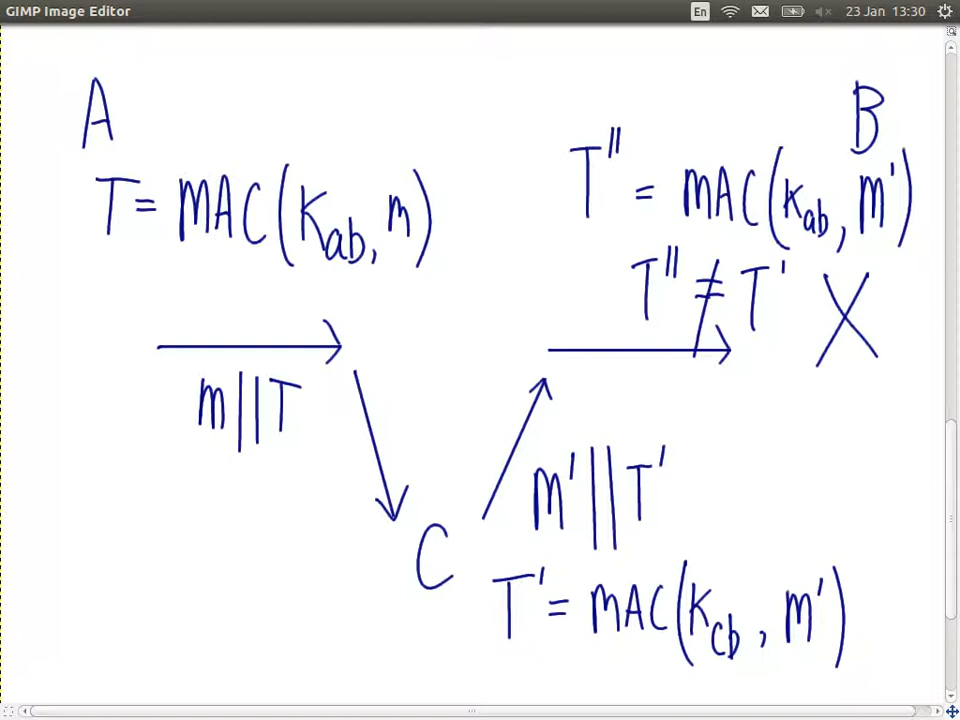 GIMP Image Editor
En
23 Jan 13:30
A
T = MAC(Kab, m)
B
T'' = MAC(Kab, m')
T'' ≠ T' X
m||T
m'||T'
C
T' = MAC(Kcb, m')